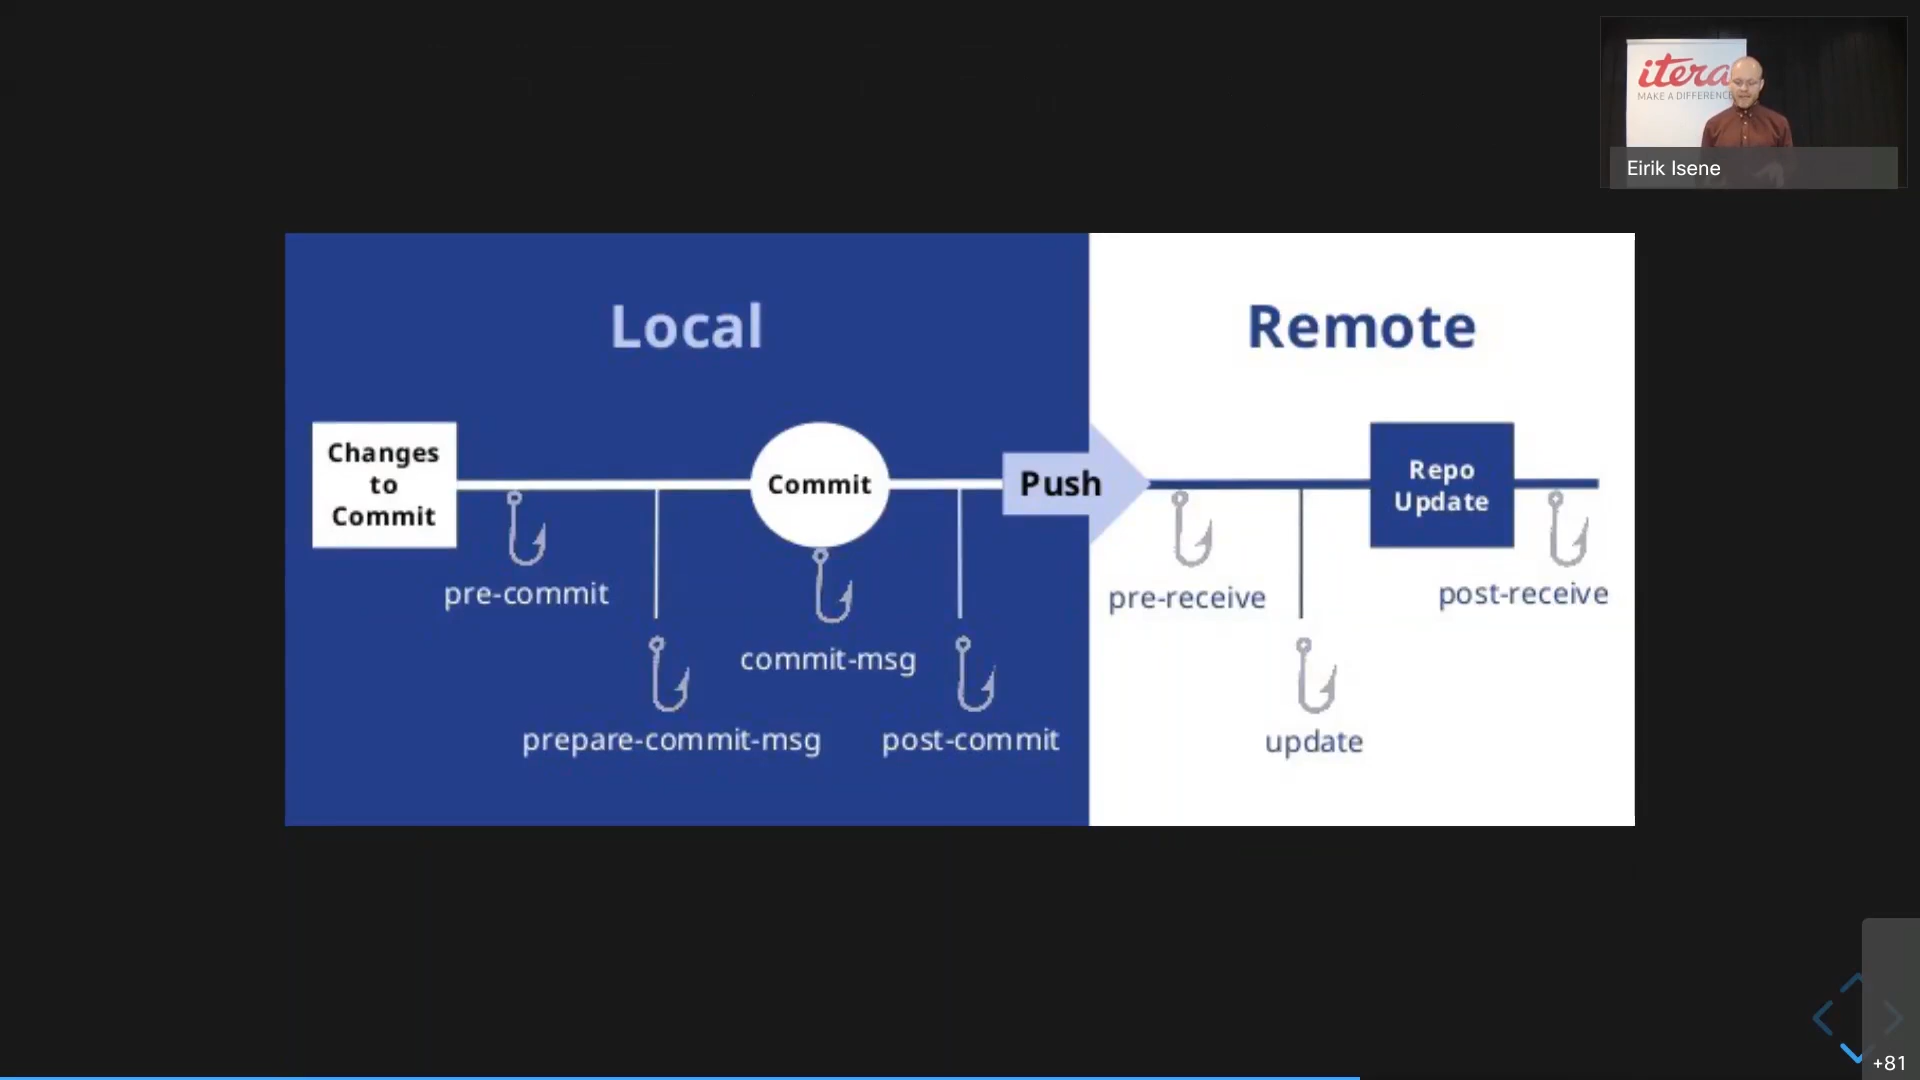 itera
MAKE A DIFFERENCE
Eirik Isene
Local
Remote
Changes
to
Commit
Commit
Push
Repo
Update
pre-commit
prepare-commit-msg
commit-msg
post-commit
pre-receive
update
post-receive
+81